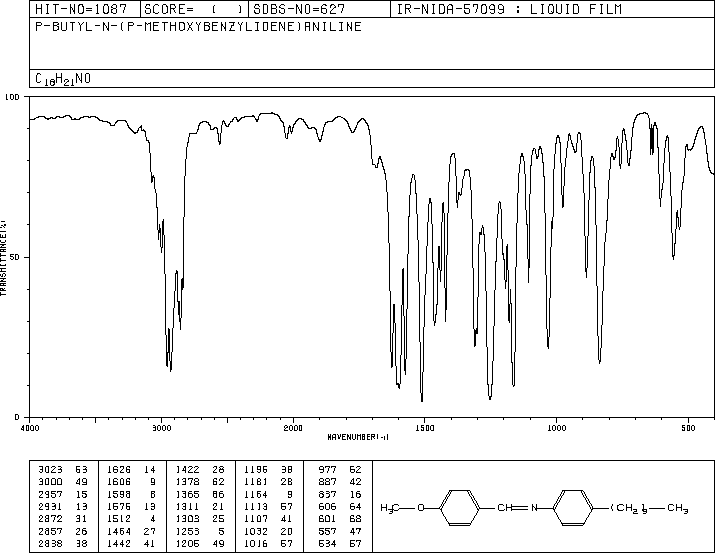 HIT-NO=1087 SCORE= ( ) SDBS-NO=627 IR-NIDA-57099 : LIQUID FILM
P-BUTYL-N-(P-METHOXYBENZYLIDENE)ANILINE
C18H21NO
100
50
0
TRANSMITTANCE(%)
4000 3000 2000 1500 1000 500
WAVENUMBER(-1)
3023 53 1626 14 1422 28 1196 38 977 62
3000 49 1606 9 1378 62 1181 28 887 42
2957 15 1598 8 1365 86 1164 9 837 16
2931 13 1576 13 1311 21 1113 57 606 64
2872 31 1512 4 1303 25 1107 41 601 68
2857 26 1464 27 1253 5 1032 20 557 47
2838 38 1442 41 1205 49 1016 57 534 57
H3C O CH N (CH2)3 CH3